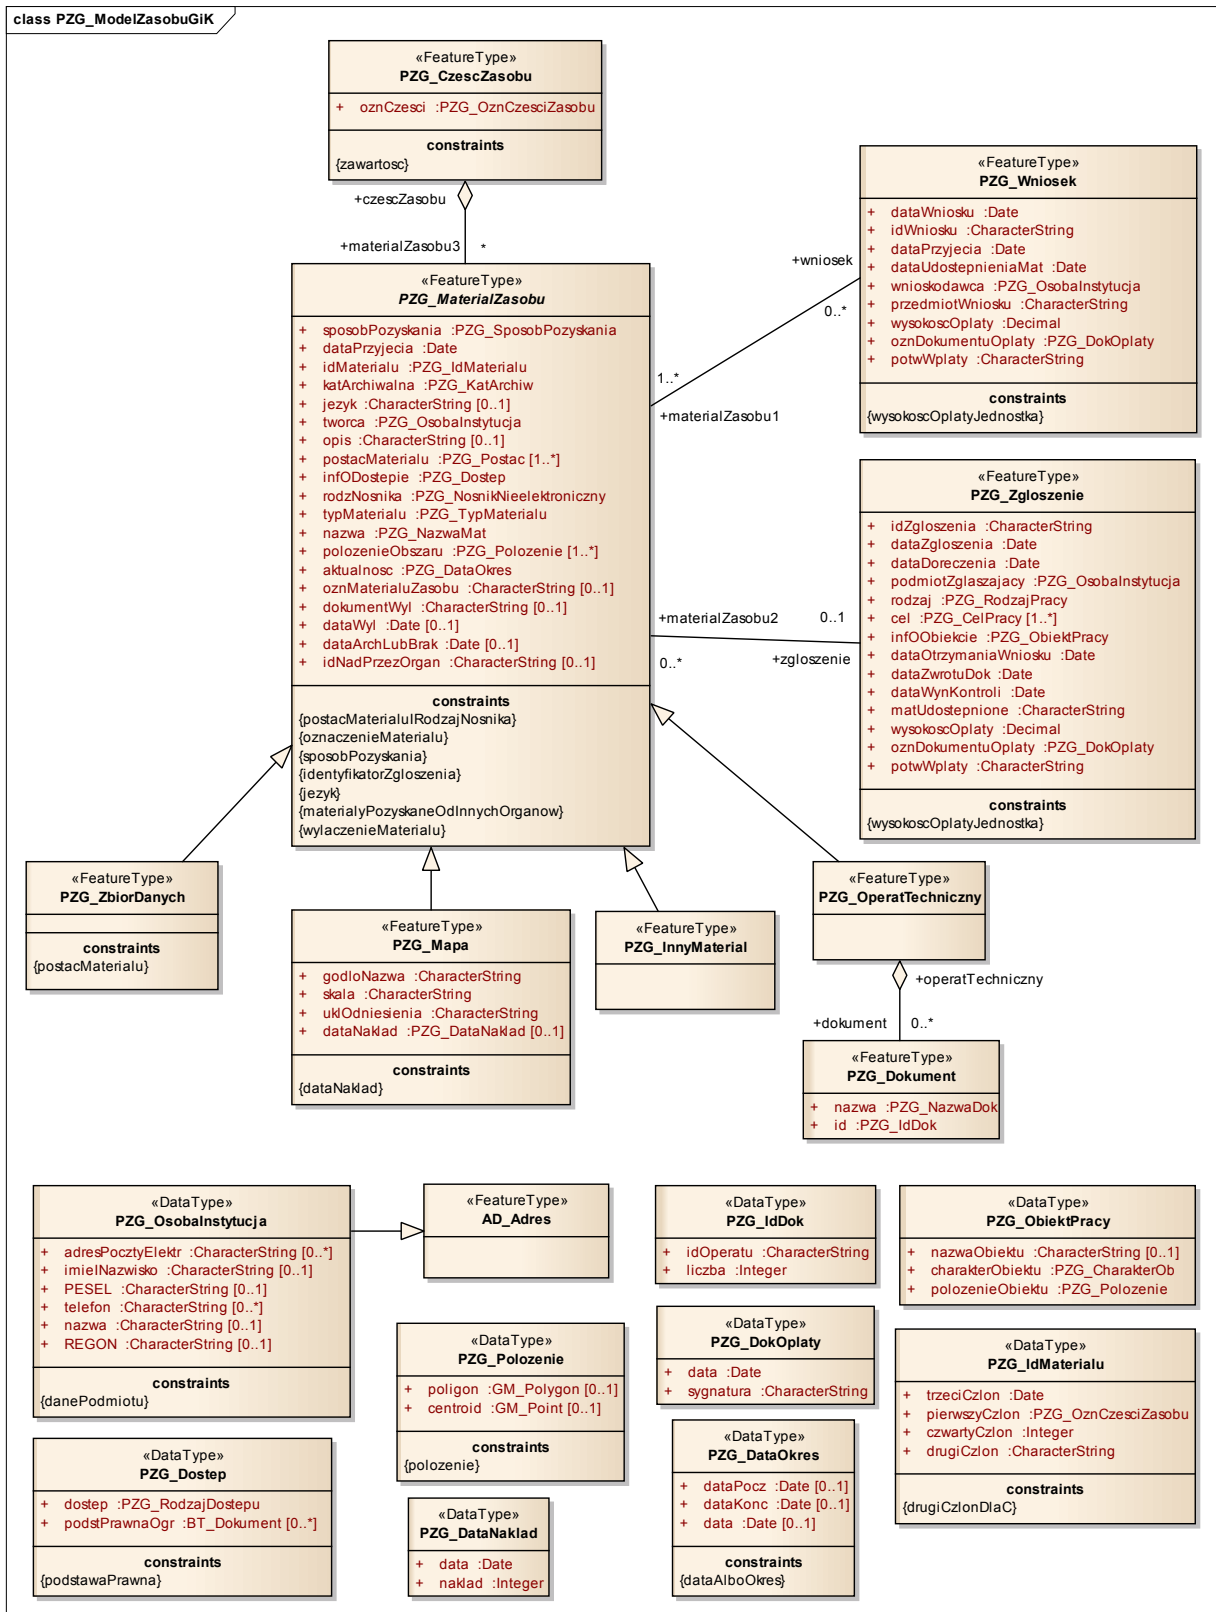 class PZG_ModelZasobuGiK
«FeatureType»
PZG_CzescZasobu
+ oznCzesci :PZG_OznCzesciZasobu
constraints
{zawartosc}
+czescZasobu
+materialZasobu3 *
«FeatureType»
PZG_MaterialZasobu
+ sposobPozyskania :PZG_SposobPozyskania
+ dataPrzyjecia :Date
+ idMaterialu :PZG_IdMaterialu
+ katArchiwalna :PZG_KatArchiw
+ jezyk :CharacterString [0..1]
+ tworca :PZG_OsobaInstytucja
+ opis :CharacterString [0..1]
+ postacMaterialu :PZG_Postac [1..*]
+ infODostepie :PZG_Dostep
+ rodzNosnika :PZG_NosnikNieelektroniczny
+ typMaterialu :PZG_TypMaterialu
+ nazwa :PZG_NazwaMat
+ polozenieObszaru :PZG_Polozenie [1..*]
+ aktualnosc :PZG_DataOkres
+ oznMaterialuZasobu :CharacterString [0..1]
+ dokumentWyl :CharacterString [0..1]
+ dataWyl :Date [0..1]
+ dataArchLubBrak :Date [0..1]
+ idNadPrzezOrgan :CharacterString [0..1]
constraints
{postacMaterialuIRodzajNosnika}
{oznaczenieMaterialu}
{sposobPozyskania}
{identyfikatorZgloszenia}
{jezyk}
{materialyPozyskaneOdInnychOrganow}
{wylaczenieMaterialu}
+wniosek
0..*
1..*
+materialZasobu1
«FeatureType»
PZG_Wniosek
+ dataWniosku :Date
+ idWniosku :CharacterString
+ dataPrzyjecia :Date
+ dataUdostepnieniaMat :Date
+ wnioskodawca :PZG_OsobaInstytucja
+ przedmiotWniosku :CharacterString
+ wysokoscOplaty :Decimal
+ oznDokumentuOplaty :PZG_DokOplaty
+ potwWplaty :CharacterString
constraints
{wysokoscOplatyJednostka}
+materialZasobu2 0..1
0..* +zgloszenie
«FeatureType»
PZG_Zgloszenie
+ idZgloszenia :CharacterString
+ dataZgloszenia :Date
+ dataDoreczenia :Date
+ podmiotZglaszajacy :PZG_OsobaInstytucja
+ rodzaj :PZG_RodzajPracy
+ cel :PZG_CelPracy [1..*]
+ infOObiekcie :PZG_ObiektPracy
+ dataOtrzymaniaWniosku :Date
+ dataZwrotuDok :Date
+ dataWynKontroli :Date
+ matUdostepnione :CharacterString
+ wysokoscOplaty :Decimal
+ oznDokumentuOplaty :PZG_DokOplaty
+ potwWplaty :CharacterString
constraints
{wysokoscOplatyJednostka}
«FeatureType»
PZG_ZbiorDanych
constraints
{postacMaterialu}
«FeatureType»
PZG_Mapa
+ godloNazwa :CharacterString
+ skala :CharacterString
+ uklOdniesienia :CharacterString
+ dataNaklad :PZG_DataNaklad [0..1]
constraints
{dataNaklad}
«FeatureType»
PZG_InnyMaterial
«FeatureType»
PZG_OperatTechniczny
+operatTechniczny
+dokument 0..*
«FeatureType»
PZG_Dokument
+ nazwa :PZG_NazwaDok
+ id :PZG_IdDok
«DataType»
PZG_OsobaInstytucja
+ adresPocztyElektr :CharacterString [0..*]
+ imieINazwisko :CharacterString [0..1]
+ PESEL :CharacterString [0..1]
+ telefon :CharacterString [0..*]
+ nazwa :CharacterString [0..1]
+ REGON :CharacterString [0..1]
constraints
{danePodmiotu}
«FeatureType»
AD_Adres
«DataType»
PZG_IdDok
+ idOperatu :CharacterString
+ liczba :Integer
«DataType»
PZG_ObiektPracy
+ nazwaObiektu :CharacterString [0..1]
+ charakterObiektu :PZG_CharakterOb
+ polozenieObiektu :PZG_Polozenie
«DataType»
PZG_Polozenie
+ poligon :GM_Polygon [0..1]
+ centroid :GM_Point [0..1]
constraints
{polozenie}
«DataType»
PZG_DokOplaty
+ data :Date
+ sygnatura :CharacterString
«DataType»
PZG_IdMaterialu
+ trzeciCzlon :Date
+ pierwszyCzlon :PZG_OznCzesciZasobu
+ czwartyCzlon :Integer
+ drugiCzlon :CharacterString
constraints
{drugiCzlonDlaC}
«DataType»
PZG_Dostep
+ dostep :PZG_RodzajDostepu
+ podstPrawnaOgr :BT_Dokument [0..*]
constraints
{podstawaPrawna}
«DataType»
PZG_DataNaklad
+ data :Date
+ naklad :Integer
«DataType»
PZG_DataOkres
+ dataPocz :Date [0..1]
+ dataKonc :Date [0..1]
+ data :Date [0..1]
constraints
{dataAlboOkres}